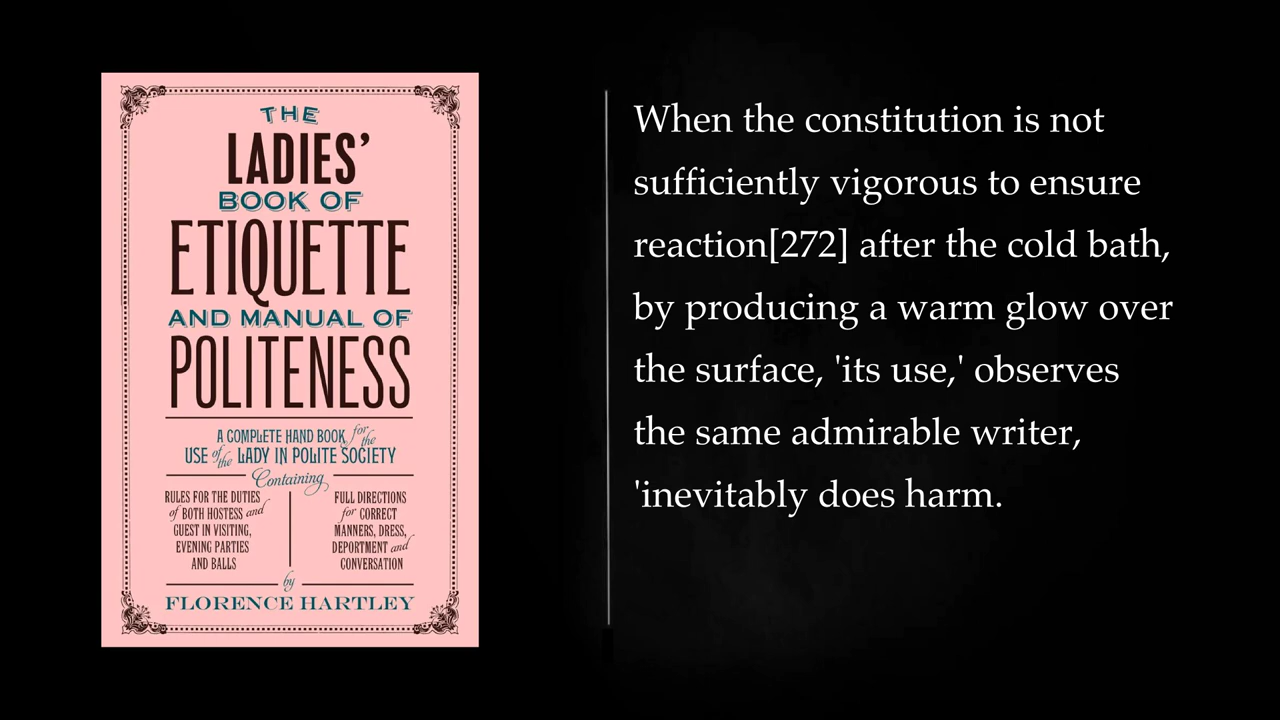 THE
LADIES'
BOOK OF
ETIQUETTE
AND MANUAL OF
POLITENESS
A COMPLETE HAND BOOK for the
USE of the LADY IN POLITE SOCIETY
Containing
RULES FOR THE DUTIES
of BOTH HOSTESS and
GUEST IN VISITING,
EVENING PARTIES
AND BALLS
FULL DIRECTIONS
for CORRECT
MANNERS, DRESS,
DEPORTMENT and
CONVERSATION
by
FLORENCE HARTLEY
When the constitution is not
sufficiently vigorous to ensure
reaction[272] after the cold bath,
by producing a warm glow over
the surface, 'its use,' observes
the same admirable writer,
'inevitably does harm.